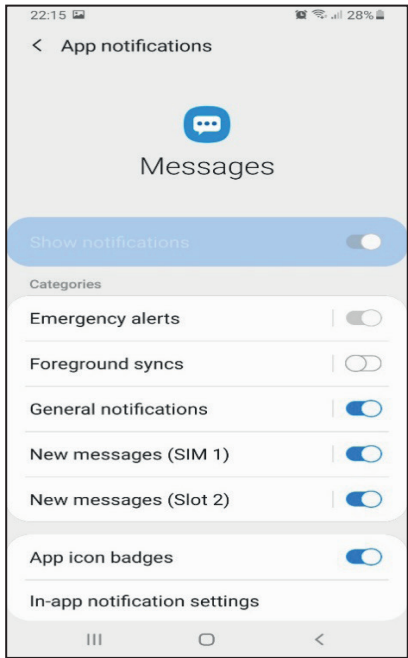 22:15
28%
App notifications
Messages
Show notifications
Categories
Emergency alerts
Foreground syncs
General notifications
New messages (SIM 1)
New messages (Slot 2)
App icon badges
In-app notification settings